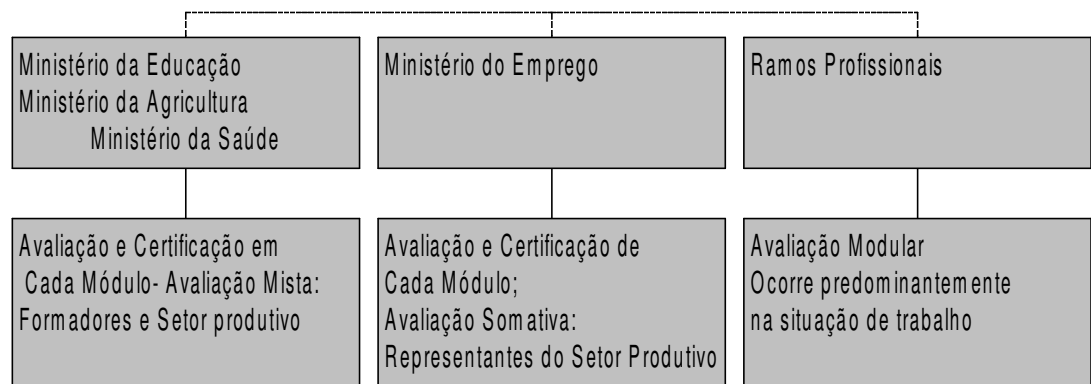 Ministério da Educação
Ministério da Agricultura
Ministério da Saúde
Ministério do Emprego
Ramos Profissionais
Avaliação e Certificação em
Cada Módulo- Avaliação Mista:
Formadores e Setor produtivo
Avaliação e Certificação de
Cada Módulo;
Avaliação Somativa:
Representantes do Setor Produtivo
Avaliação Modular
Ocorre predominantemente
na situação de trabalho